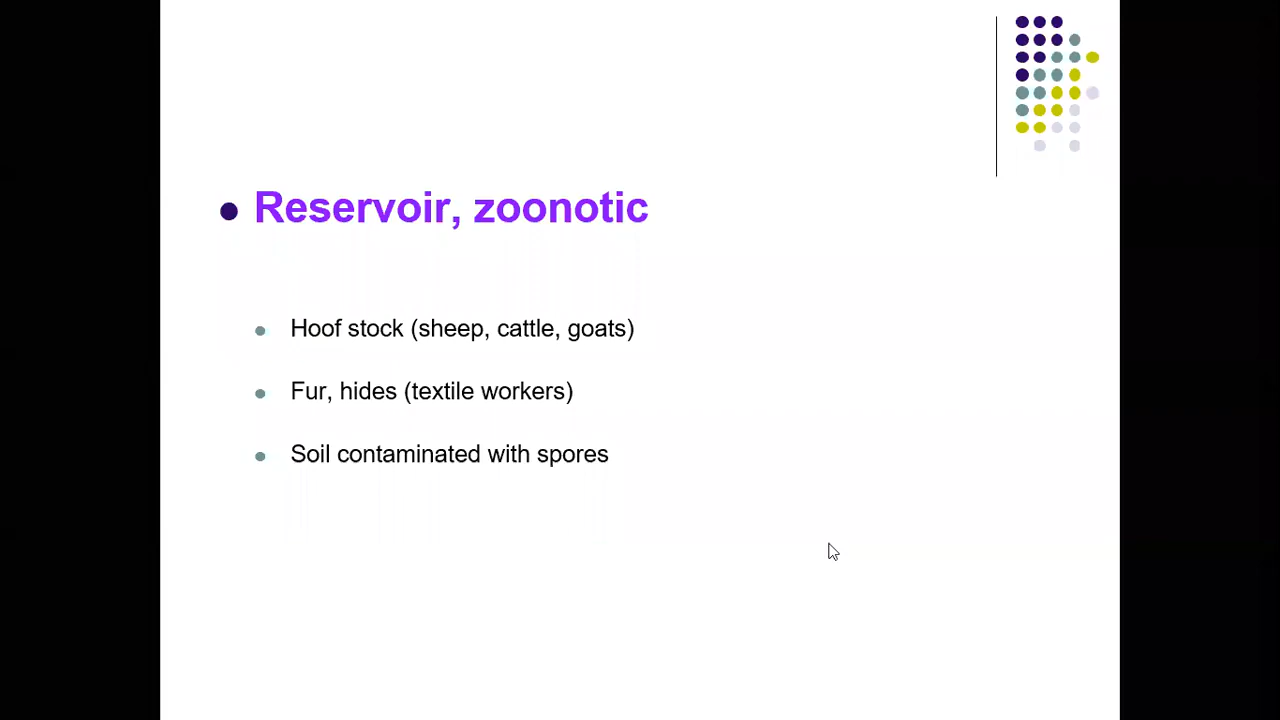 Reservoir, zoonotic
Hoof stock (sheep, cattle, goats)
Fur, hides (textile workers)
Soil contaminated with spores